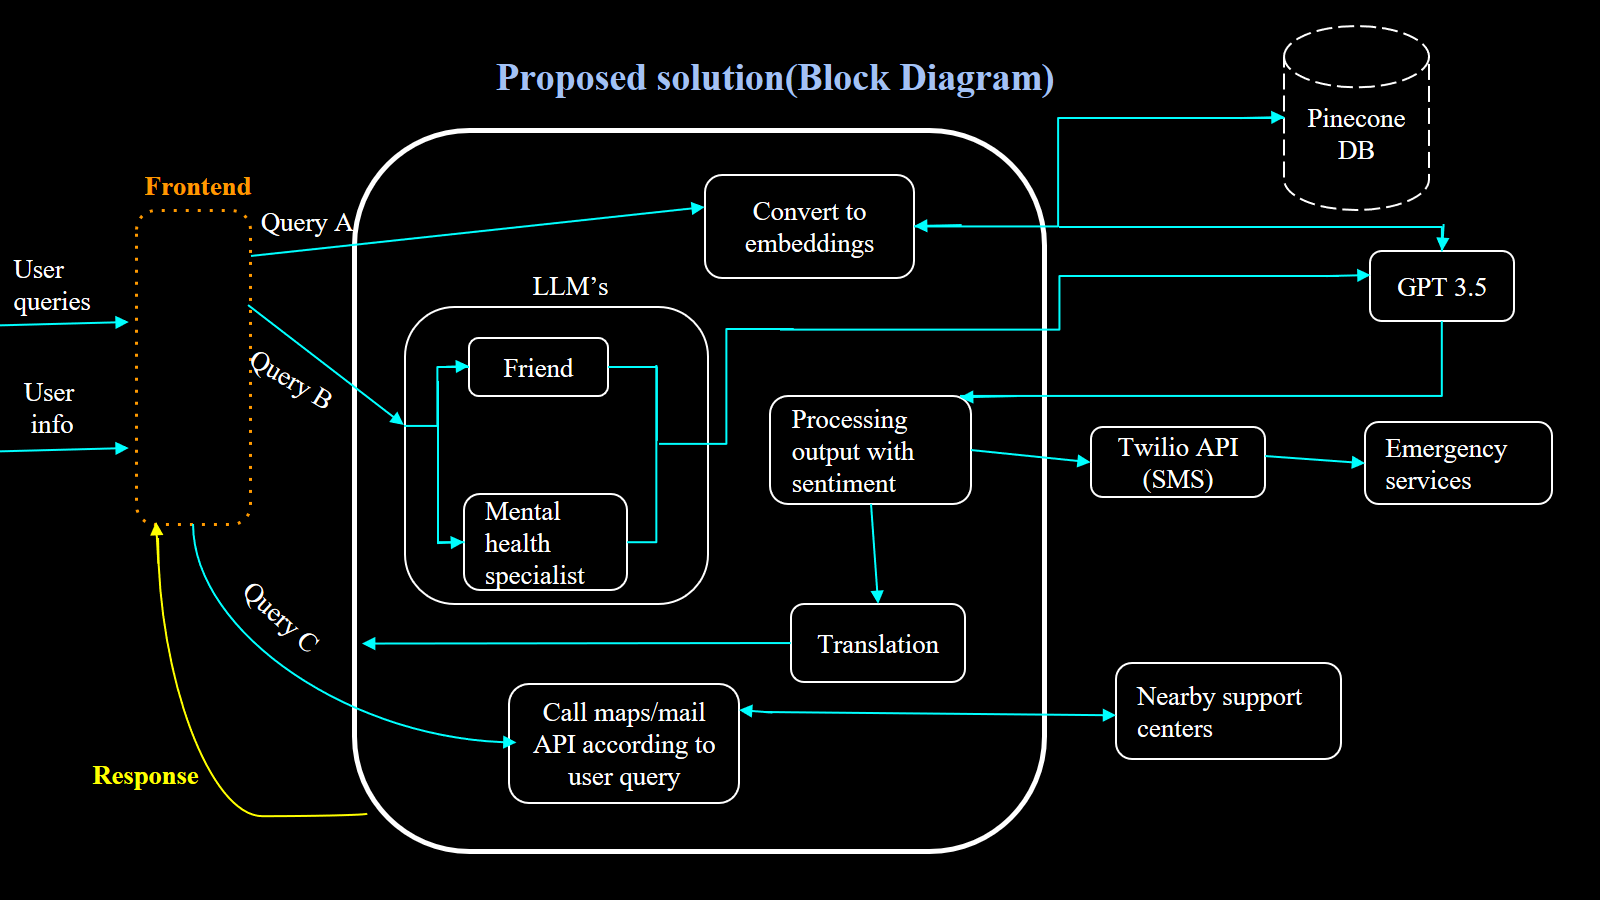 Proposed solution(Block Diagram)
Pinecone
DB
Frontend
Query A
Convert to
embeddings
User
queries
LLM’s
GPT 3.5
Query B
Friend
User
info
Processing
output with
sentiment
Twilio API
(SMS)
Emergency
services
Mental
health
specialist
Query C
Translation
Call maps/mail
API according to
user query
Nearby support
centers
Response